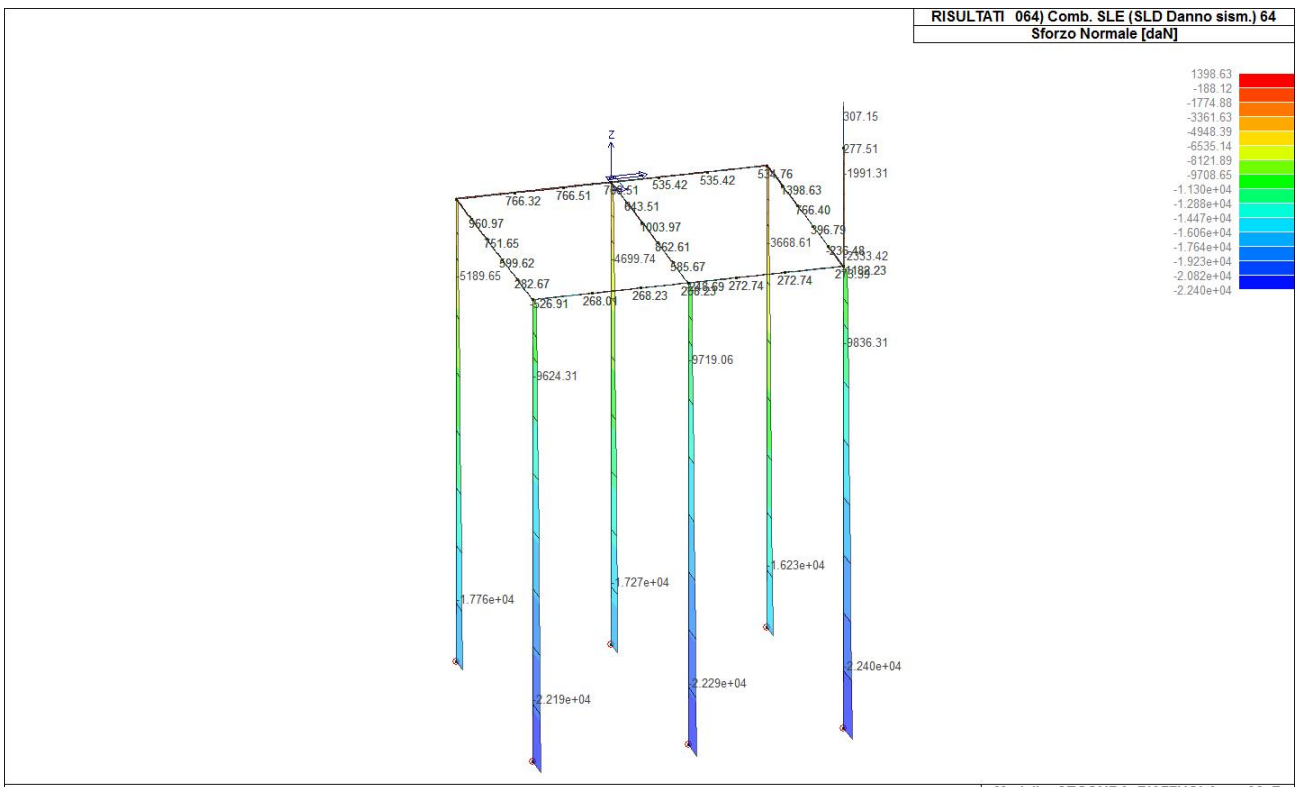 RISULTATI 064) Comb. SLE (SLD Danno sism.) 64
Sforzo Normale [daN]
1398.63
-188.12
-1774.88
-3361.63
-4948.39
-6535.14
-8121.89
-9708.65
-1.130e+04
-1.288e+04
-1.447e+04
-1.606e+04
-1.764e+04
-1.923e+04
-2.082e+04
-2.240e+04
307.15
Z
277.51
-1991.31
766.32
766.51
535.42
535.42
534.76
1398.63
643.51
766.40
960.97
1003.97
396.79
751.65
862.61
-236.48
-2333.42
599.62
585.67
-5189.65
-4699.74
-3668.61
282.67
272.74
272.74
-526.91
268.01
268.23
-9836.31
-9719.06
-9624.31
-1.623e+04
-1.727e+04
-1.776e+04
-2.240e+04
-2.229e+04
-2.219e+04